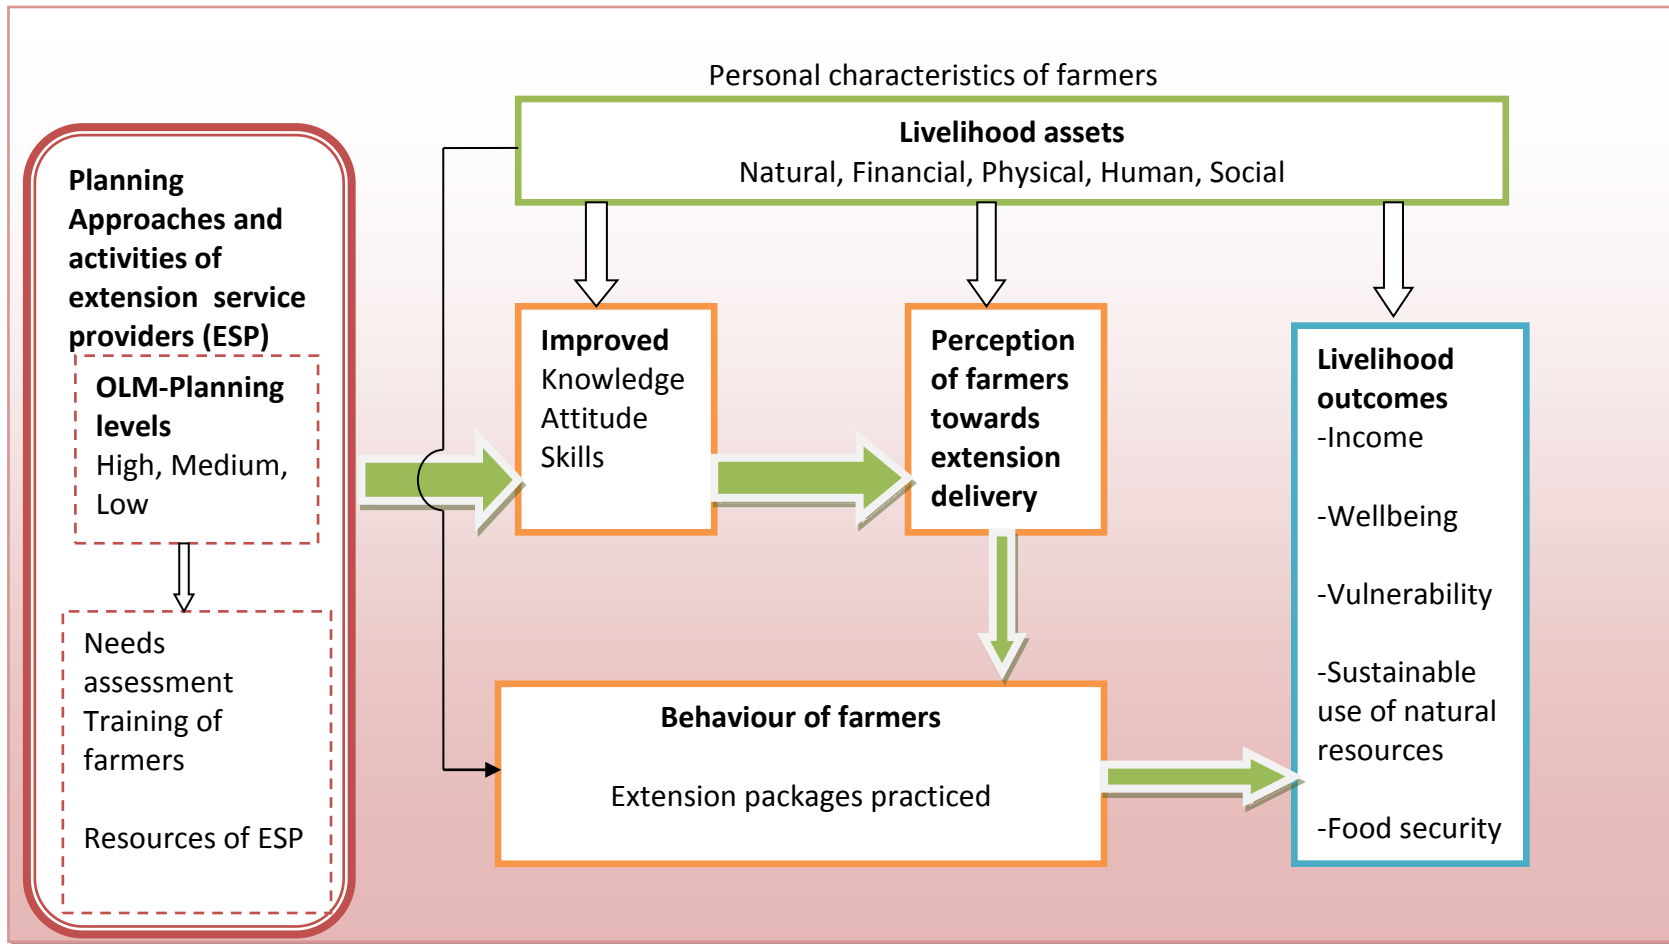 Personal characteristics of farmers
Livelihood assets
Natural, Financial, Physical, Human, Social
Planning
Approaches and
activities of
extension service
providers (ESP)
OLM-Planning
levels
High, Medium,
Low
Needs
assessment
Training of
farmers
Resources of ESP
Improved
Knowledge
Attitude
Skills
Perception
of farmers
towards
extension
delivery
Behaviour of farmers
Extension packages practiced
Livelihood
outcomes
-Income
-Wellbeing
-Vulnerability
-Sustainable
use of natural
resources
-Food security